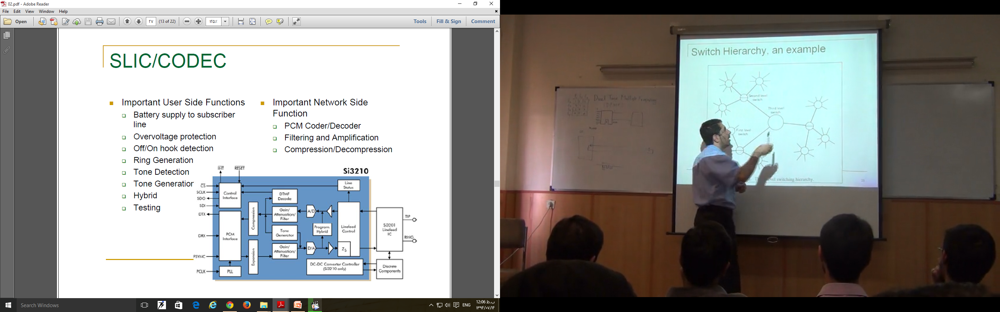 02.pdf - Adobe Reader
File Edit View Window Help
Open
۲۷
(13 of 22)
۱۲۵٪
Tools
Fill & Sign
Comment
SLIC/CODEC
Important User Side Functions
Battery supply to subscriber
line
Overvoltage protection
Off/On hook detection
Ring Generation
Tone Detection
Tone Generation
Hybrid
Testing
Important Network Side
Function
PCM Coder/Decoder
Filtering and Amplification
Compression/Decompression
Si3210
INT
RESET
CS
SCLK
SDO
SDI
DTX
DRX
FSYNC
PCLK
Control
Interface
PCM
Interface
PLL
Compression
Expansion
DTMF
Decode
Gain/
Attenuation/
Filter
Tone
Generator
Gain/
Attenuation/
Filter
A/D
D/A
Program.
Hybrid
Line
Status
Linefeed
Control
Zs
DC-DC Converter Controller
(Si3210 only)
Si3201
Linefeed
IC
Discrete
Components
TIP
RING
Search Windows
ENG
12:06 ب.ظ
۱۳۹۴/۰۷/۱۴
Switch Hierarchy, an example
Second level
switch
Third level
switch
First level
switch
level switching hierarchy.
Dual Tone Multiple Frequency